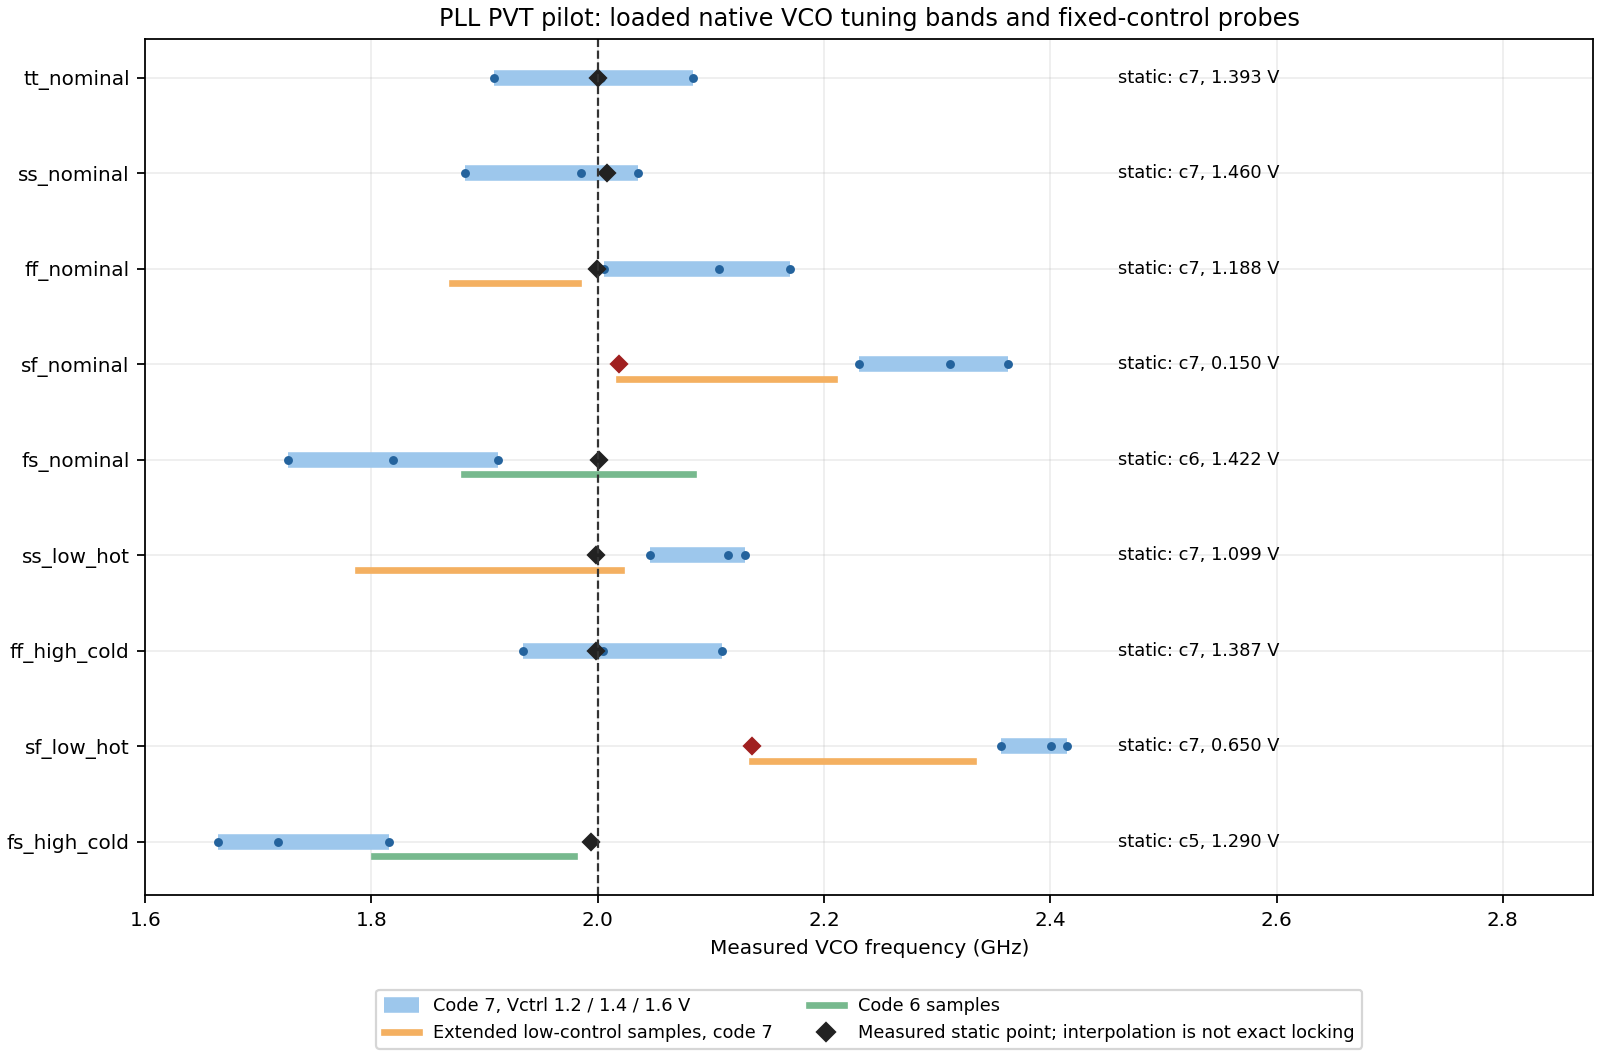 PLL PVT pilot: loaded native VCO tuning bands and fixed-control probes
tt_nominal static: c7, 1.393 V
ss_nominal static: c7, 1.460 V
ff_nominal static: c7, 1.188 V
sf_nominal static: c7, 0.150 V
fs_nominal static: c6, 1.422 V
ss_low_hot static: c7, 1.099 V
ff_high_cold static: c7, 1.387 V
sf_low_hot static: c7, 0.650 V
fs_high_cold static: c5, 1.290 V
1.6 1.8 2.0 2.2 2.4 2.6 2.8
Measured VCO frequency (GHz)
Code 7, Vctrl 1.2 / 1.4 / 1.6 V
Extended low-control samples, code 7
Code 6 samples
Measured static point; interpolation is not exact locking